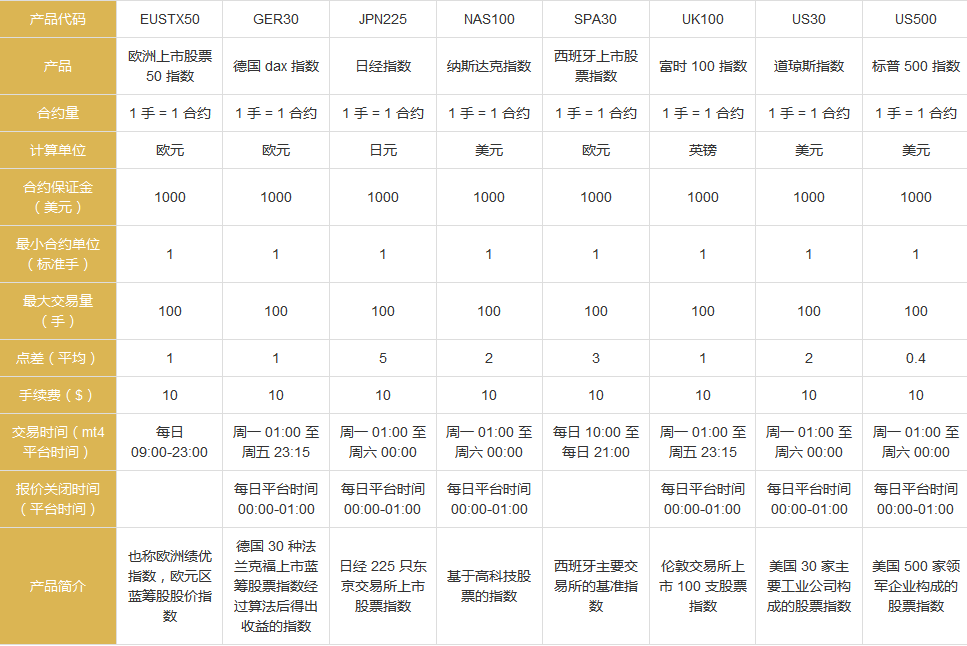 产品代码 EUSTX50 GER30 JPN225 NAS100 SPA30 UK100 US30 US500
产品 欧洲上市股票 50 指数 德国 dax 指数 日经指数 纳斯达克指数 西班牙上市股票指数 富时 100 指数 道琼斯指数 标普 500 指数
合约量 1 手 = 1 合约 1 手 = 1 合约 1 手 = 1 合约 1 手 = 1 合约 1 手 = 1 合约 1 手 = 1 合约 1 手 = 1 合约 1 手 = 1 合约
计算单位 欧元 欧元 日元 美元 欧元 英镑 美元 美元
合约保证金（美元） 1000 1000 1000 1000 1000 1000 1000 1000
最小合约单位（标准手） 1 1 1 1 1 1 1 1
最大交易量（手） 100 100 100 100 100 100 100 100
点差（平均） 1 1 5 2 3 1 2 0.4
手续费（$） 10 10 10 10 10 10 10 10
交易时间（mt4 平台时间） 每日 09:00-23:00 周一 01:00 至周五 23:15 周一 01:00 至周六 00:00 周一 01:00 至周六 00:00 每日 10:00 至每日 21:00 周一 01:00 至周五 23:15 周一 01:00 至周六 00:00 周一 01:00 至周六 00:00
报价关闭时间（平台时间） 每日平台时间 00:00-01:00 每日平台时间 00:00-01:00 每日平台时间 00:00-01:00 每日平台时间 00:00-01:00 每日平台时间 00:00-01:00 每日平台时间 00:00-01:00
产品简介 也称欧洲绩优指数，欧元区蓝筹股股价指数 德国 30 种法兰克福上市蓝筹股票指数经过算法后得出收益的指数 日经 225 只东京交易所上市股票指数 基于高科技股票的指数 西班牙主要交易所的基准指数 伦敦交易所上市 100 支股票指数 美国 30 家主要工业公司构成的股票指数 美国 500 家领军企业构成的股票指数